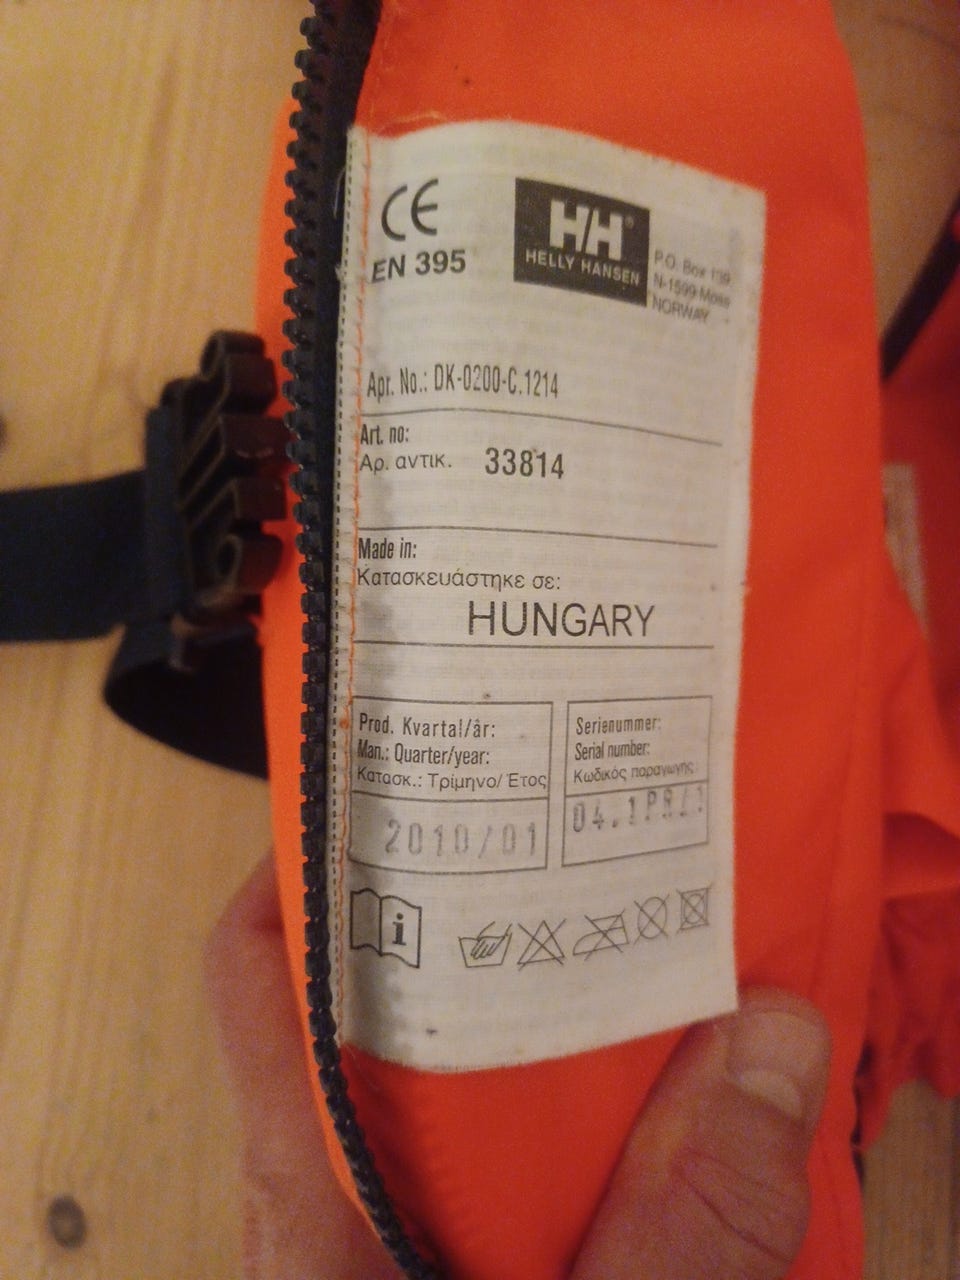 CE
EN 395
HH®
HELLY HANSEN
P.O. Box 139
N-1599 Moss
NORWAY
Apr. No.: DK-0200-C.1214
Art. no:
Αρ. αντικ. 33814
Made in:
Κατασκευάστηκε σε:
HUNGARY
Prod. Kvartal/år:
Man.: Quarter/year:
Κατασκ.: Τρίμηνο/Έτος
2010/01
Serienummer:
Serial number:
Κωδικός παραγωγης:
i